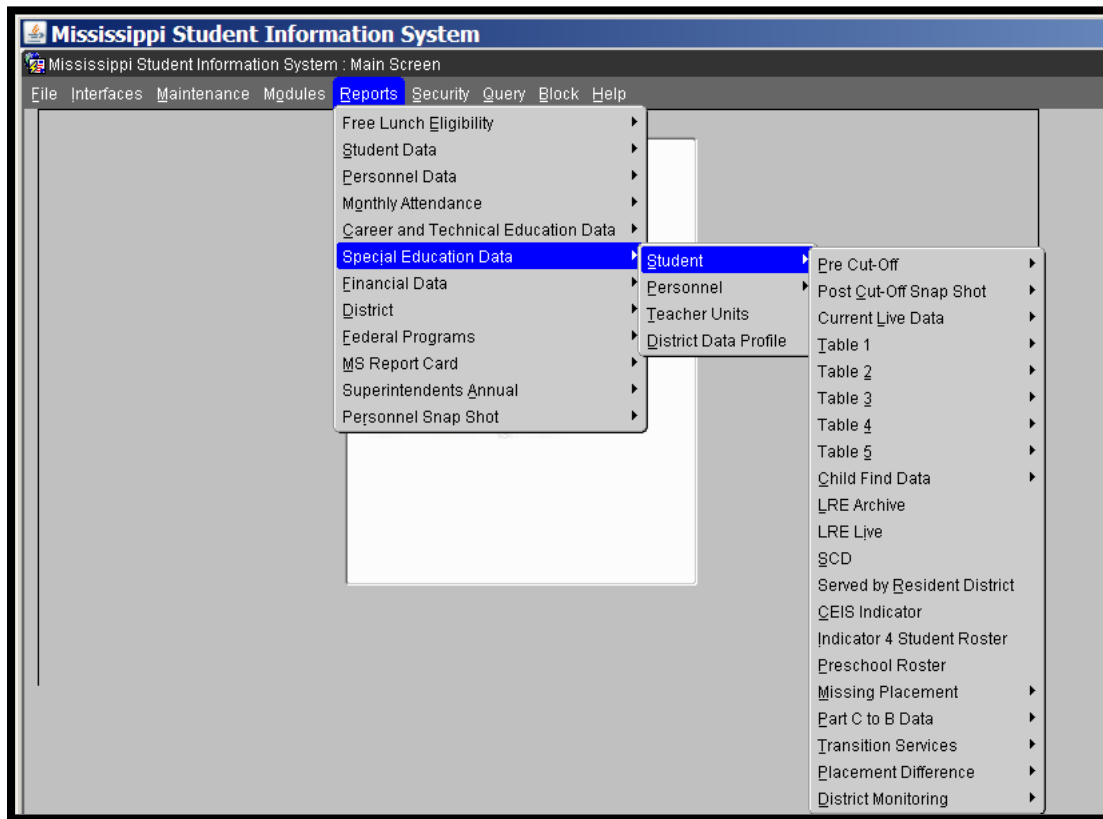 Mississippi Student Information System
Mississippi Student Information System : Main Screen
File Interfaces Maintenance Modules Reports Security Query Block Help
Free Lunch Eligibility
Student Data
Personnel Data
Monthly Attendance
Career and Technical Education Data
Special Education Data
Financial Data
District
Federal Programs
MS Report Card
Superintendents Annual
Personnel Snap Shot
Student
Personnel
Teacher Units
District Data Profile
Pre Cut-Off
Post Cut-Off Snap Shot
Current Live Data
Table 1
Table 2
Table 3
Table 4
Table 5
Child Find Data
LRE Archive
LRE Live
SCD
Served by Resident District
CEIS Indicator
Indicator 4 Student Roster
Preschool Roster
Missing Placement
Part C to B Data
Transition Services
Placement Difference
District Monitoring